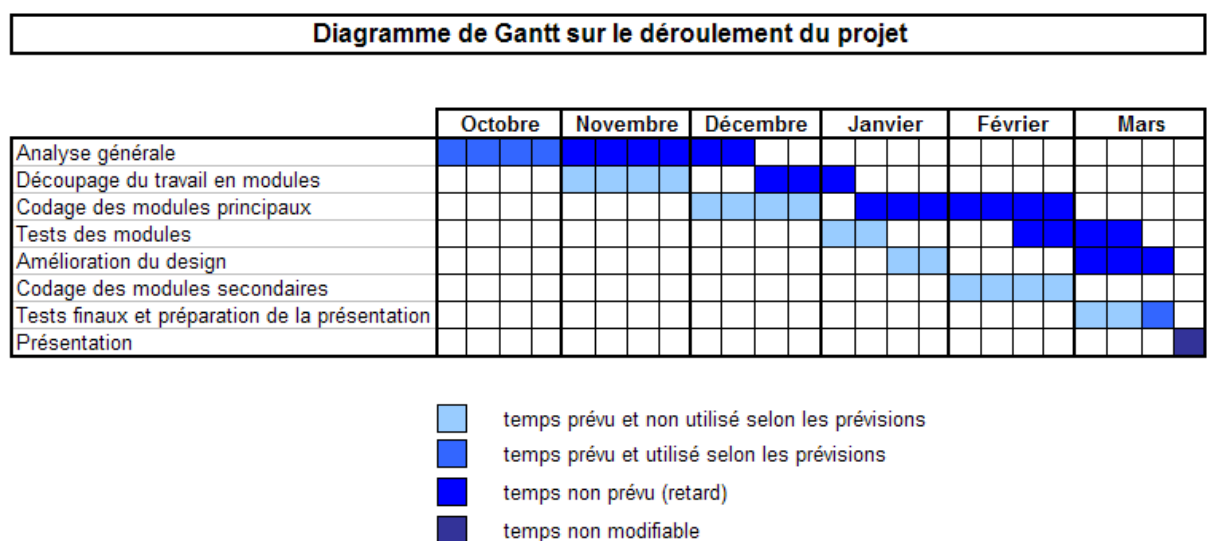 Diagramme de Gantt sur le déroulement du projet
Octobre Novembre Décembre Janvier Février Mars
Analyse générale
Découpage du travail en modules
Codage des modules principaux
Tests des modules
Amélioration du design
Codage des modules secondaires
Tests finaux et préparation de la présentation
Présentation
temps prévu et non utilisé selon les prévisions
temps prévu et utilisé selon les prévisions
temps non prévu (retard)
temps non modifiable